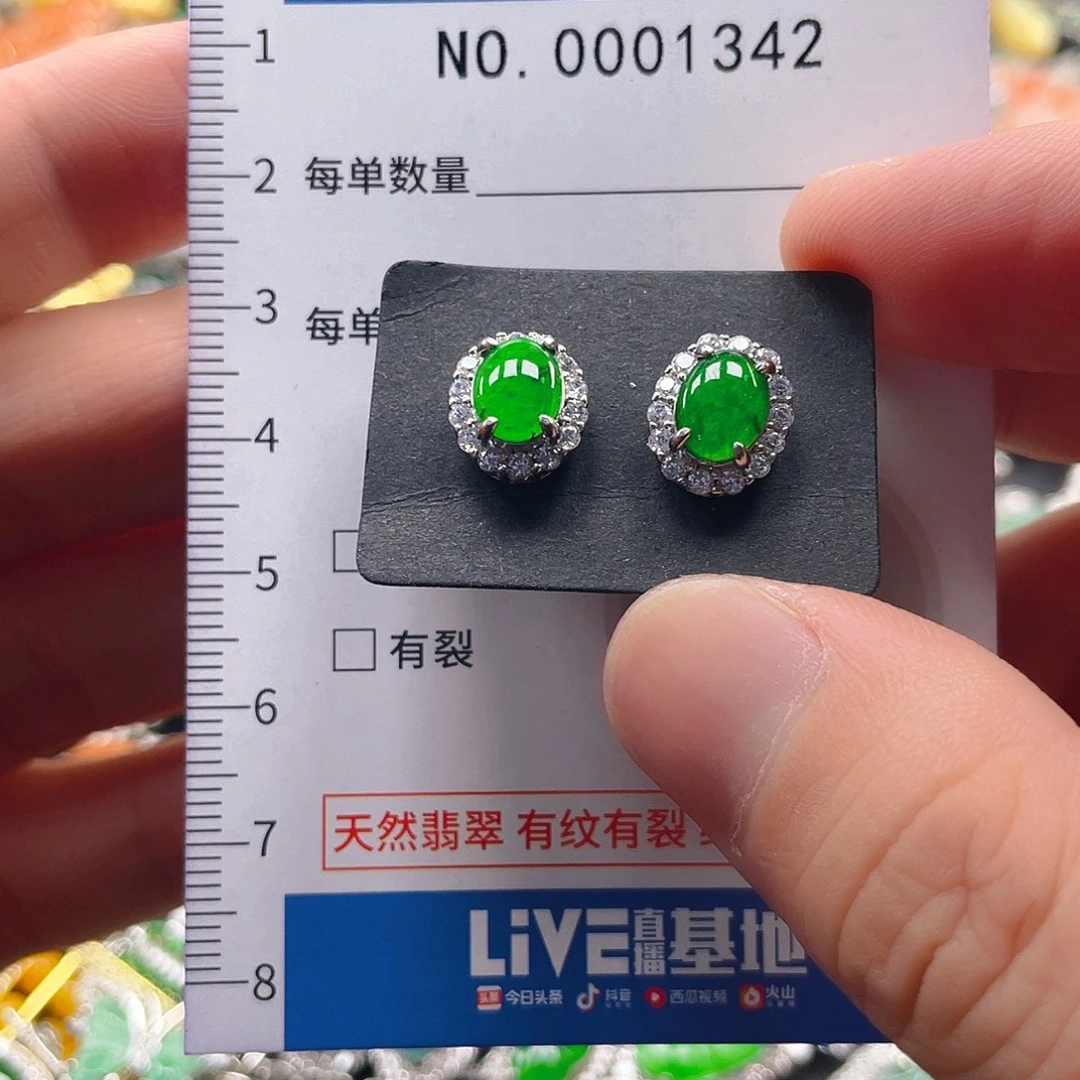 NO. 0001342
1
2 每单数量
3 每单
4
5
有裂
6
7 天然翡翠 有纹有裂
8
LiVE直播基地
头条 今日头条 抖音 西瓜视频 火山